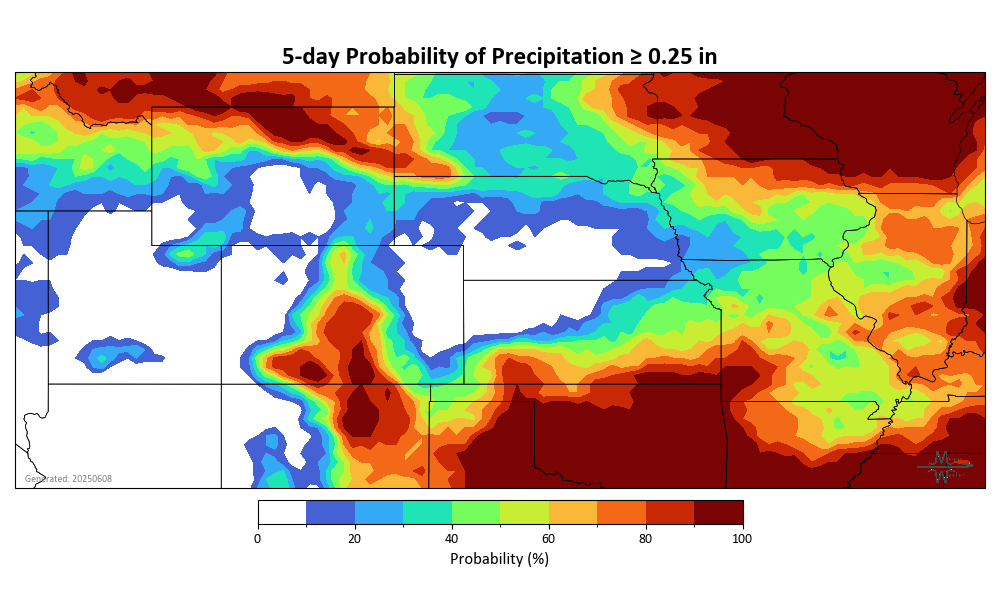 5-day Probability of Precipitation ≥ 0.25 in
Generated: 20250608
0 20 40 60 80 100
Probability (%)